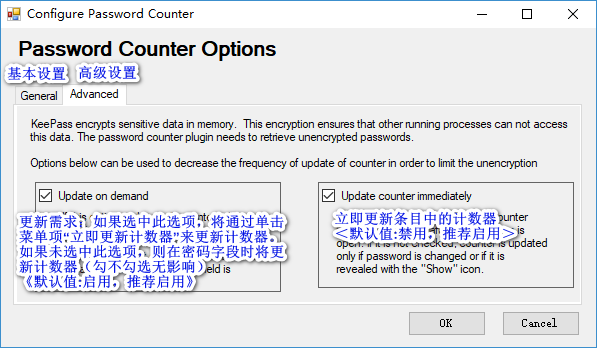 Configure Password Counter
Password Counter Options
基本设置 高级设置
General Advanced
KeePass encrypts sensitive data in memory. This encryption ensures that other running processes can not access
this data. The password counter plugin needs to retrieve unencrypted passwords.
Options below can be used to decrease the frequency of update of counter in order to limit the unencryption
Update on demand
更新需求：如果选中此选项，将通过单击
菜单项“立即更新计数器”来更新计数器，
如果未选中此选项，则在密码字段时将更
新计数器（勾不勾选无影响）
《默认值:启用，推荐启用》
field is
Update counter immediately
立即更新条目中的计数器
＜默认值:禁用，推荐启用＞
counter
is
open. If it is not checked, counter is updated
only if password is changed or if it is
revealed with the "Show" icon.
OK Cancel